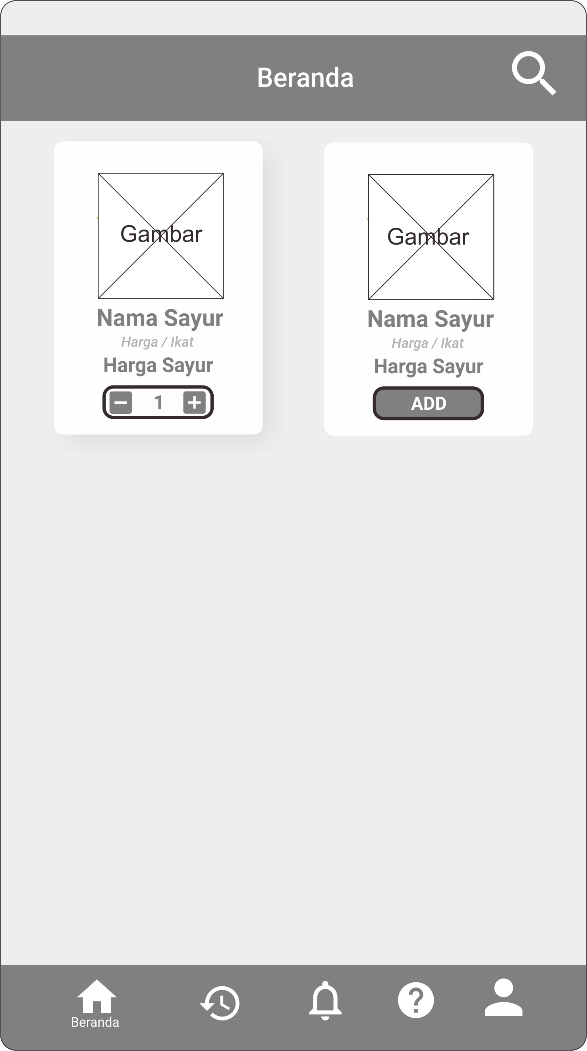 Beranda
Gambar
Nama Sayur
Harga / Ikat
Harga Sayur
1
Gambar
Nama Sayur
Harga / Ikat
Harga Sayur
ADD
Beranda